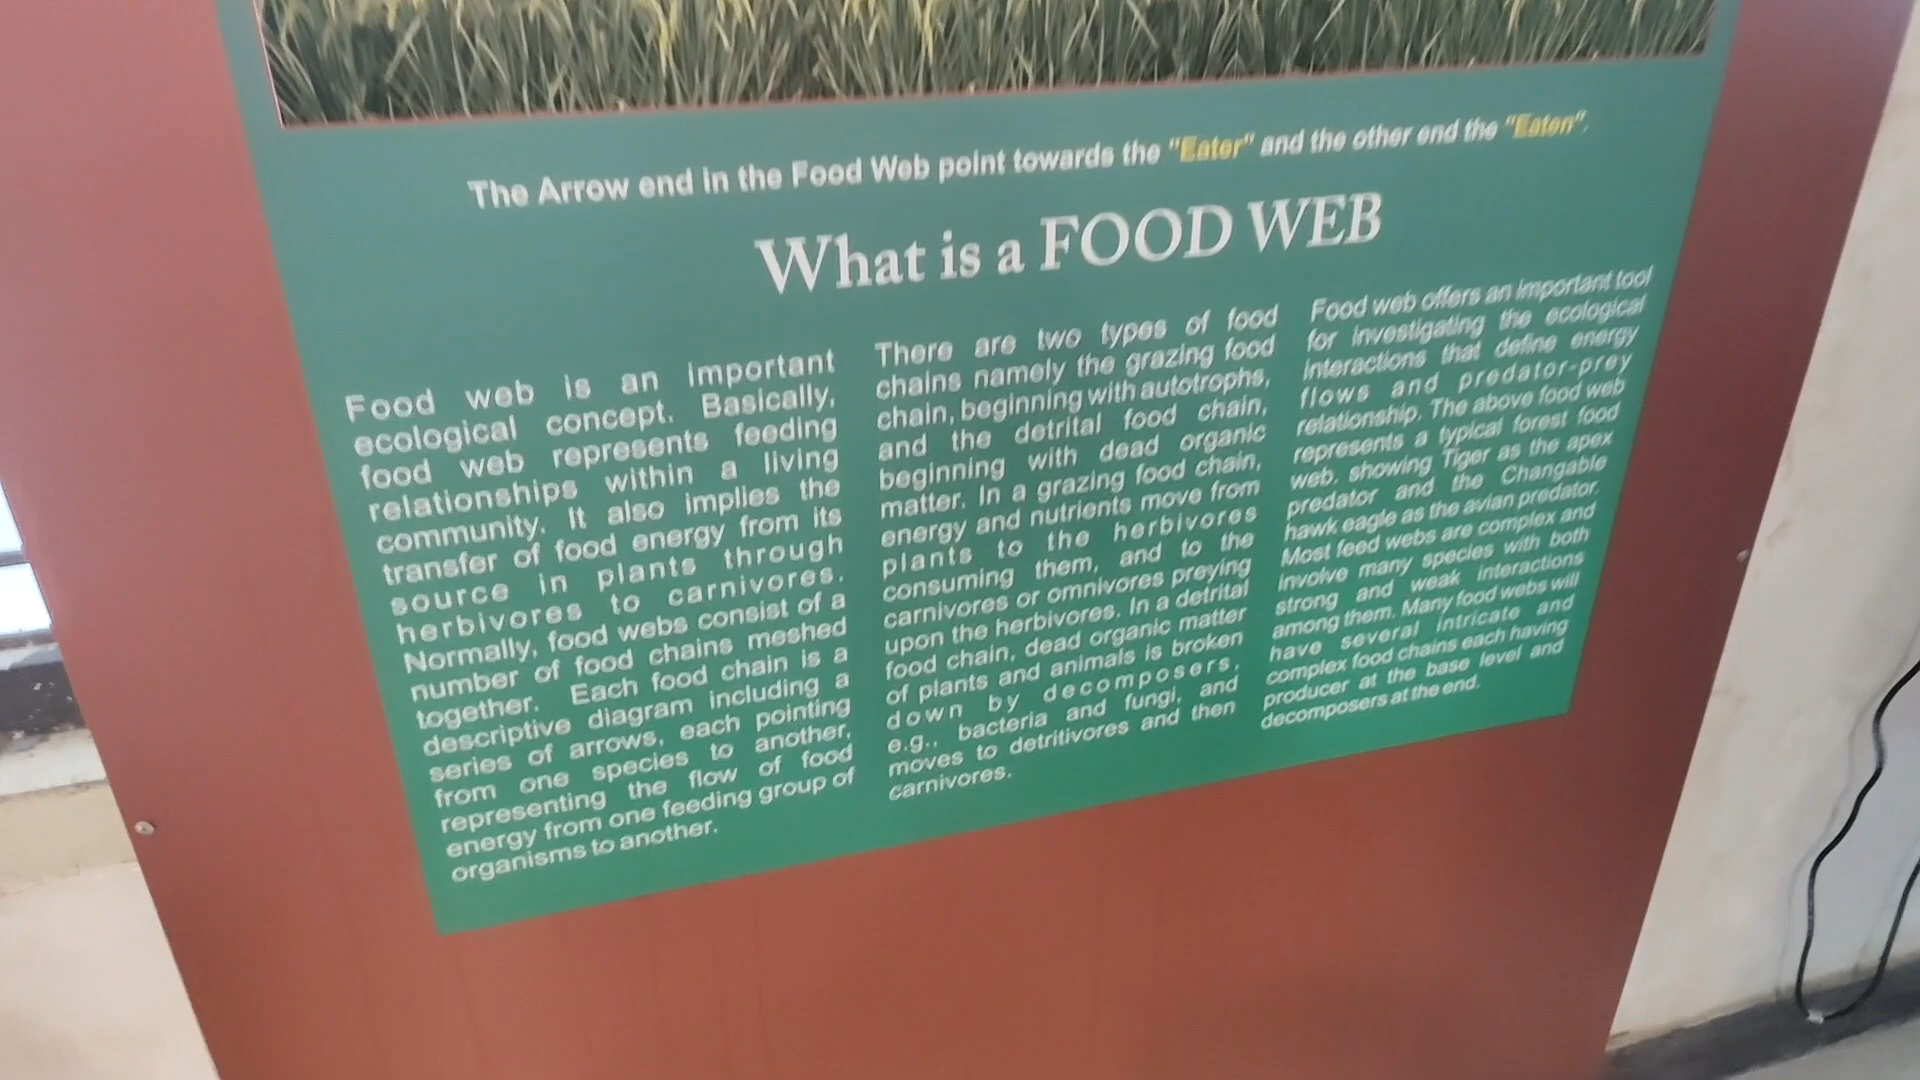 The Arrow end in the Food Web point towards the "Eater" and the other end the "Eaten".
What is a FOOD WEB
Food web is an important
ecological concept. Basically,
food web represents feeding
relationships within a living
community. It also implies the
transfer of food energy from its
source in plants through
herbivores to carnivores.
Normally, food webs consist of a
number of food chains meshed
together. Each food chain is a
descriptive diagram including a
series of arrows, each pointing
from one species to another,
representing the flow of food
energy from one feeding group of
organisms to another.
There are two types of food
chains namely the grazing food
chain, beginning with autotrophs,
and the detrital food chain,
beginning with dead organic
matter. In a grazing food chain,
energy and nutrients move from
plants to the herbivores
consuming them, and to the
carnivores or omnivores preying
upon the herbivores. In a detrital
food chain, dead organic matter
of plants and animals is broken
down by decomposers,
e.g., bacteria and fungi, and
moves to detritivores and then
carnivores.
Food web offers an important tool
for investigating the ecological
interactions that define energy
flows and predator-prey
relationship. The above food web
represents a typical forest food
web, showing Tiger as the apex
predator and the Changable
hawk eagle as the avian predator.
Most feed webs are complex and
involve many species with both
strong and weak interactions
among them. Many food webs will
have several intricate and
complex food chains each having
producer at the base level and
decomposers at the end.